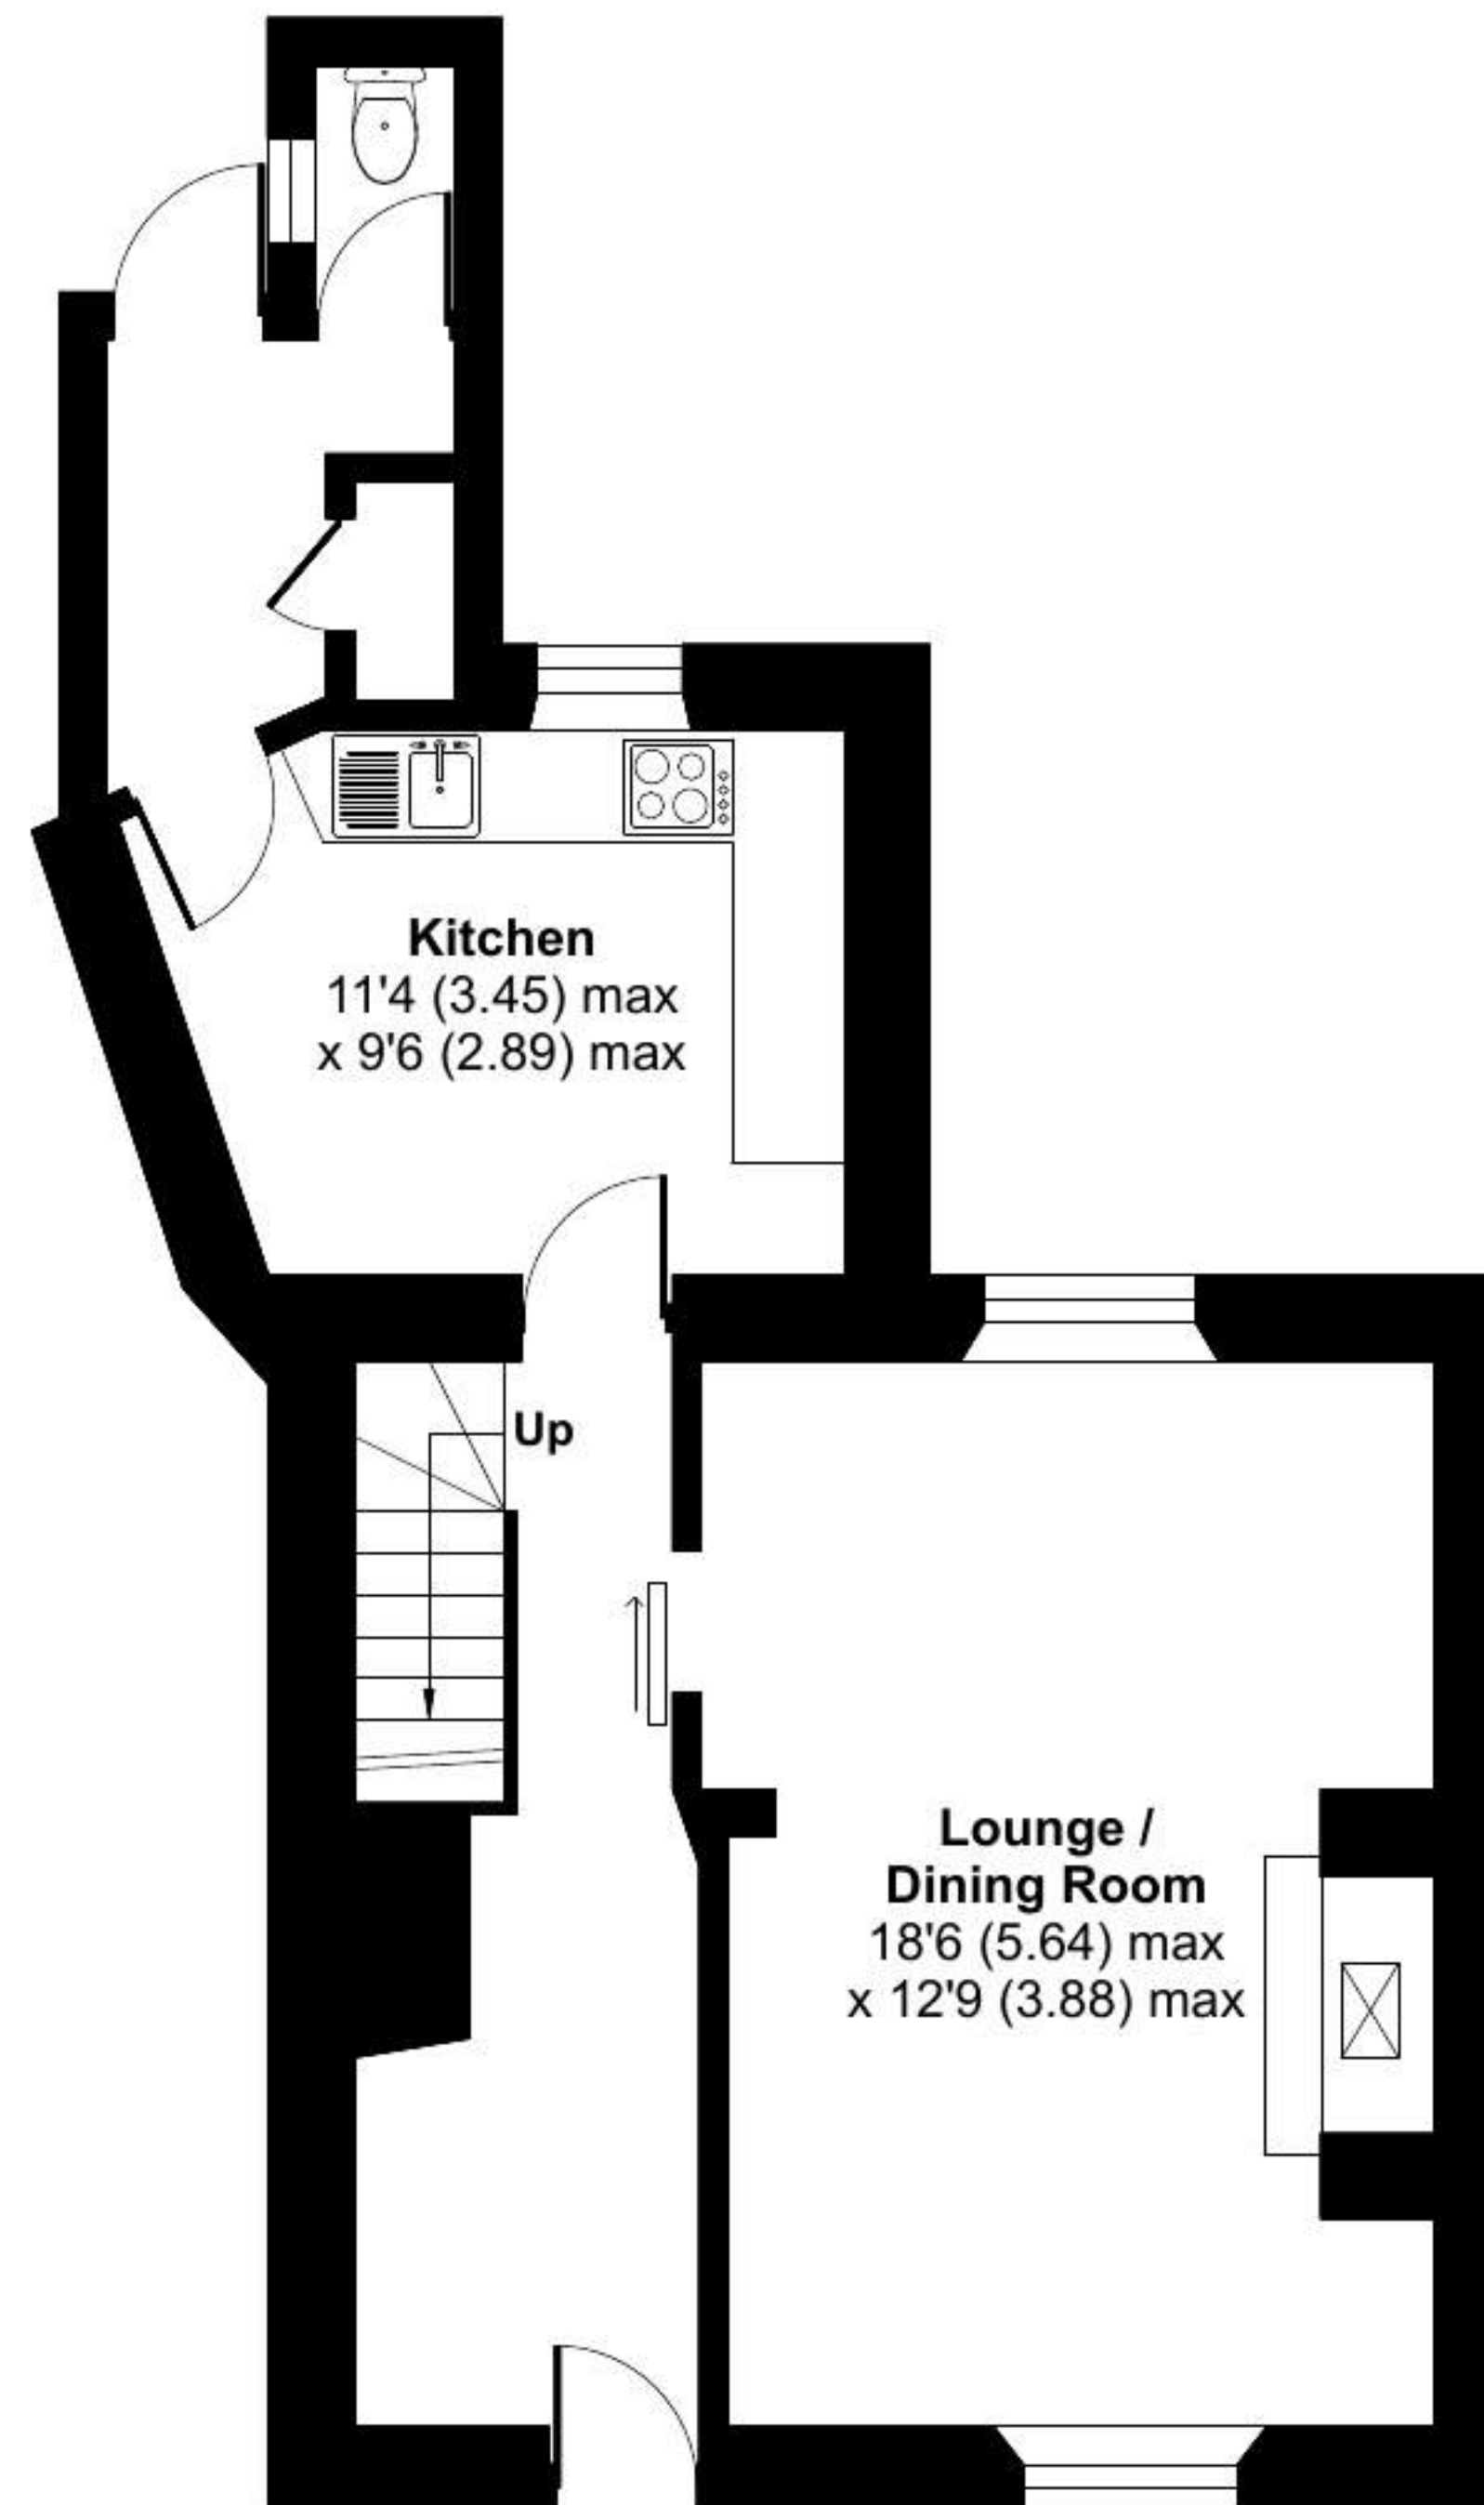 Kitchen
11'4 (3.45) max
x 9'6 (2.89) max
Up
Lounge /
Dining Room
18'6 (5.64) max
x 12'9 (3.88) max